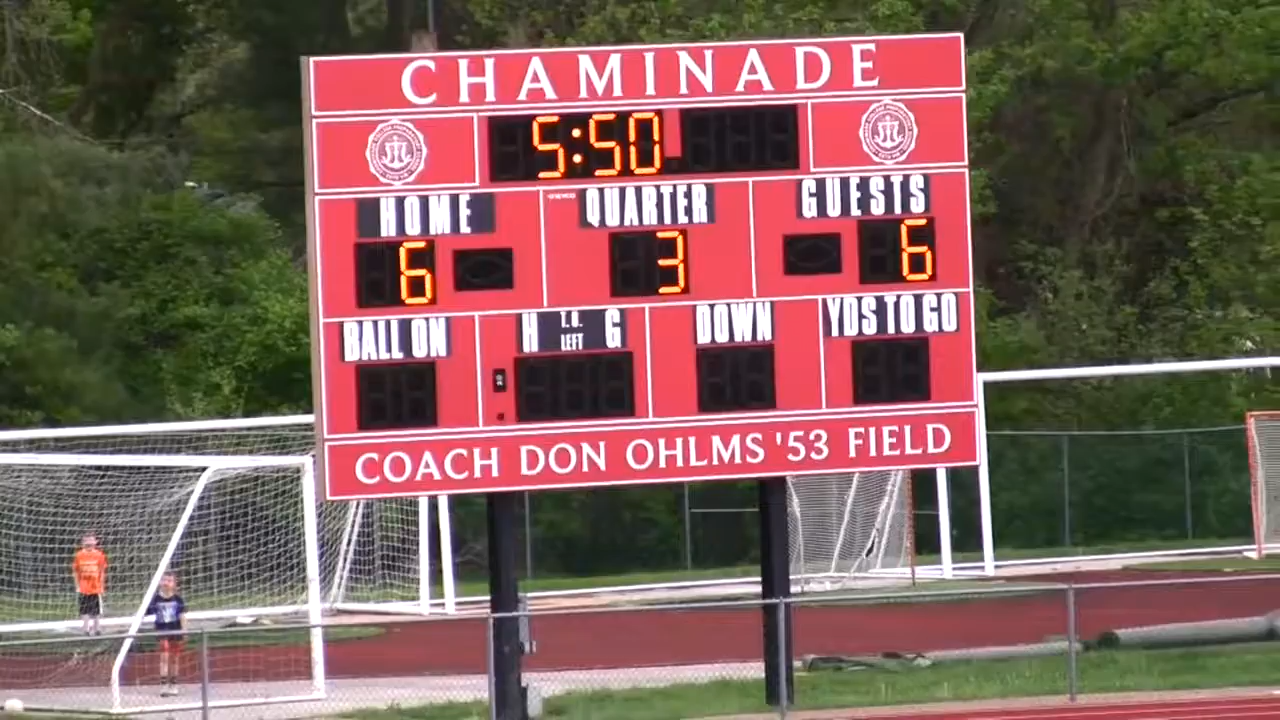 CHAMINADE
5:50
HOME QUARTER GUESTS
6 3 6
BALL ON H T.O. LEFT G DOWN YDS TO GO
COACH DON OHLMS '53 FIELD